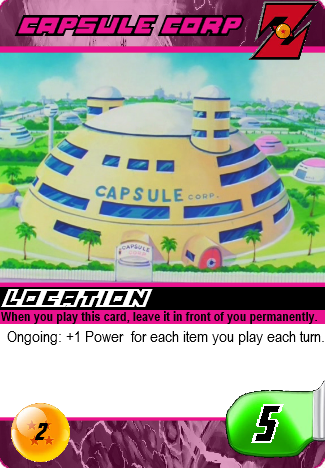 CAPSULE CORP
Z
CAPSULE CORP.
CAPSULE
LOCATION
When you play this card, leave it in front of you permanently.
Ongoing: +1 Power for each item you play each turn.
2
5